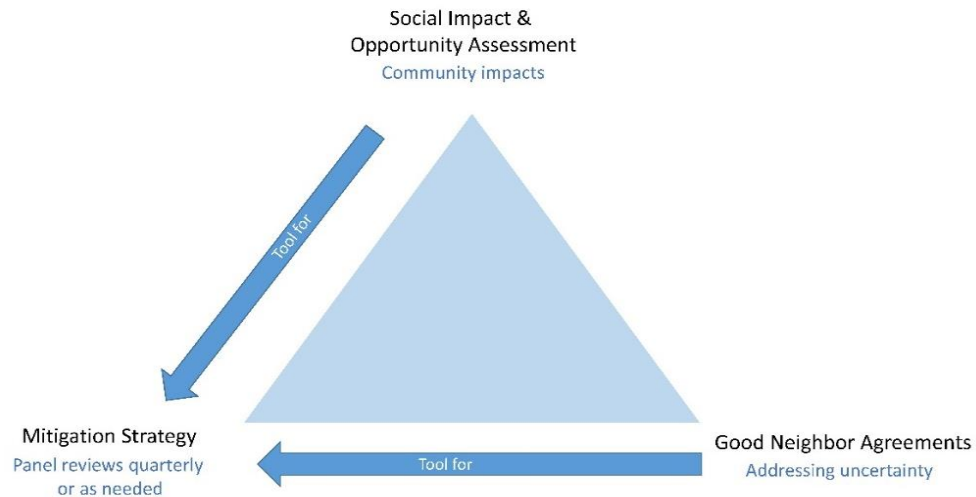 Social Impact &
Opportunity Assessment
Community impacts
Tool for
Mitigation Strategy
Panel reviews quarterly
or as needed
Tool for
Good Neighbor Agreements
Addressing uncertainty